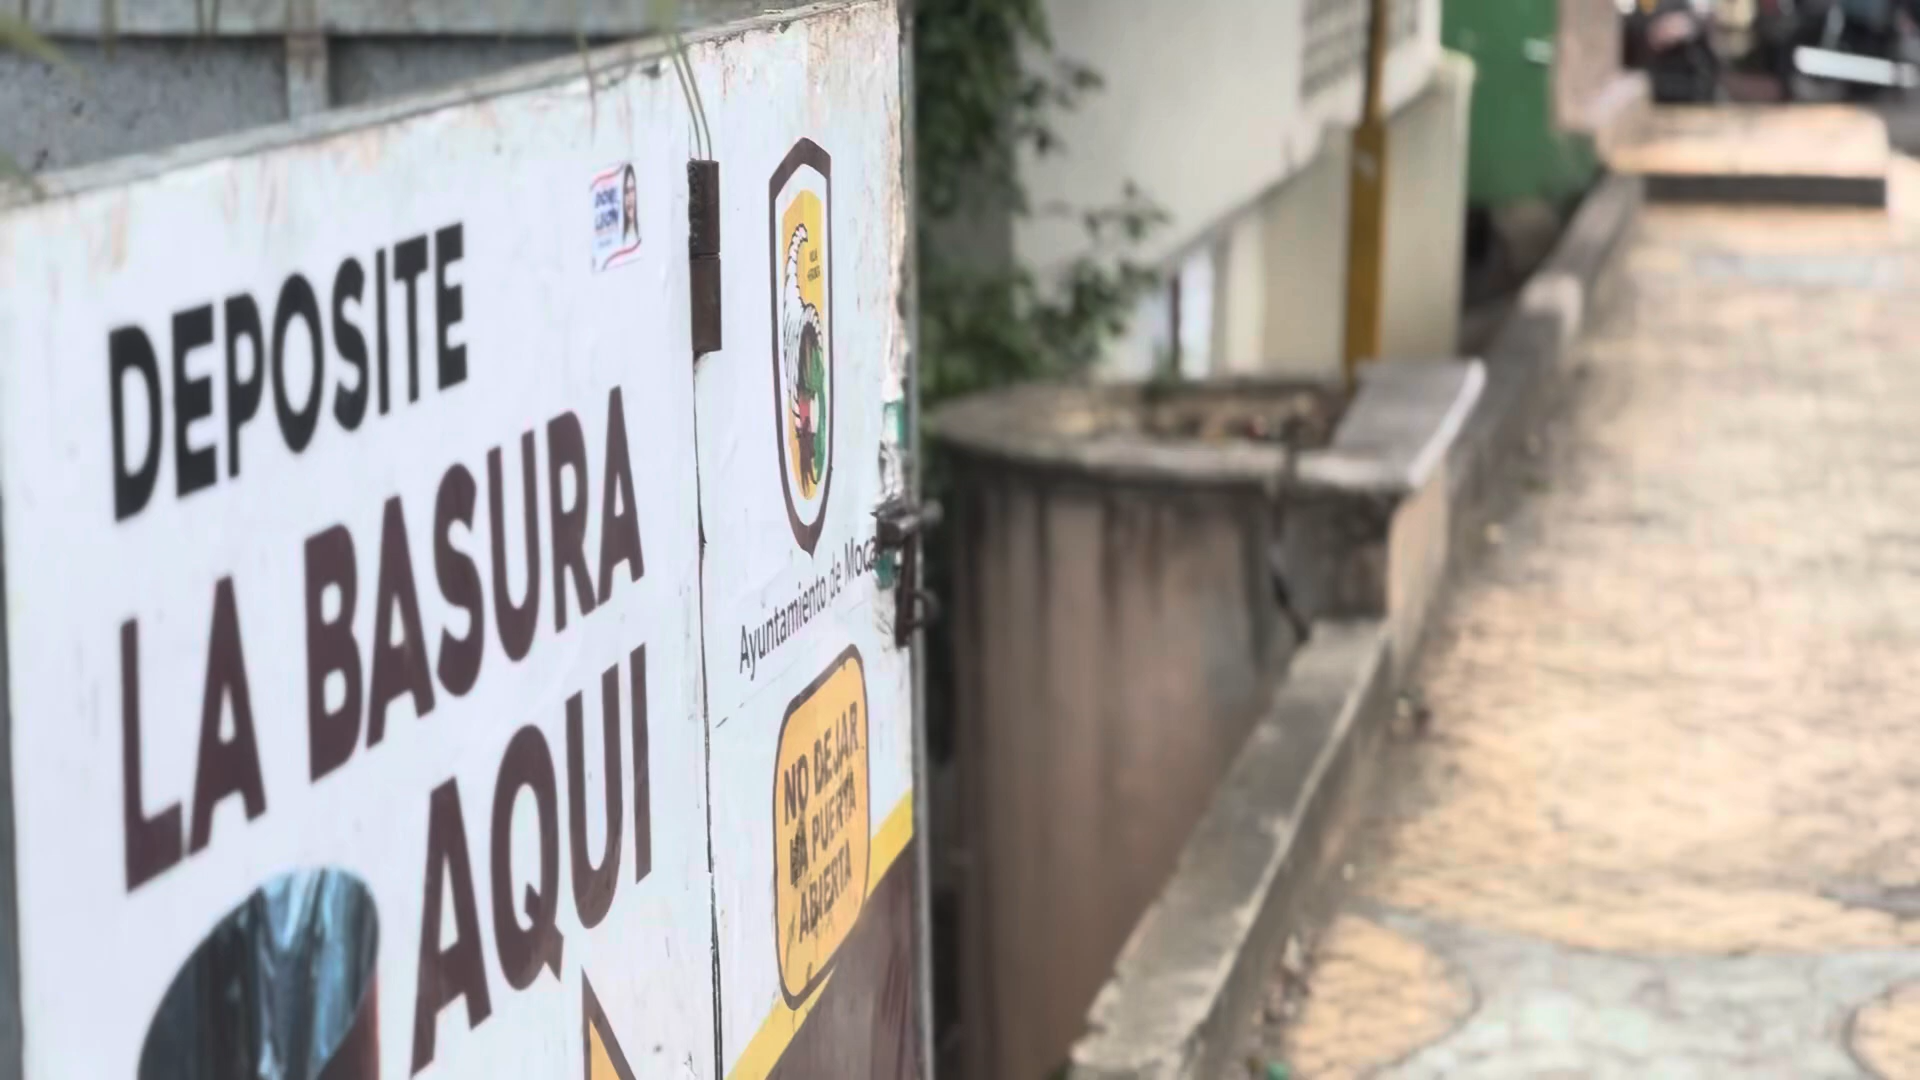 DEPOSITE
LA BASURA
AQUI
Ayuntamiento de Moca
NO DEJAR
LA PUERTA
ABIERTA